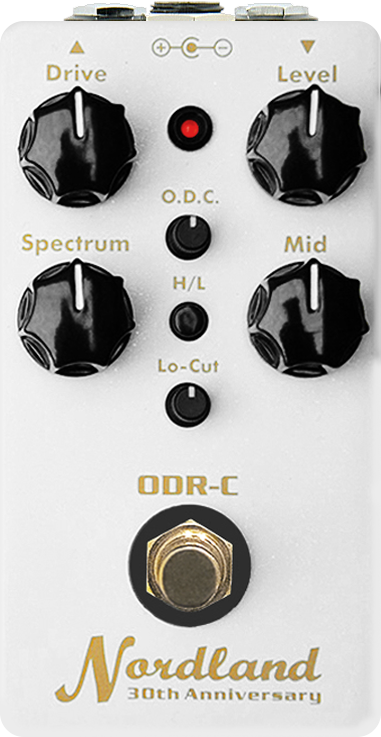 Drive
Level
O.D.C.
Spectrum
Mid
H/L
Lo-Cut
ODR-C
Nordland
30th Anniversary